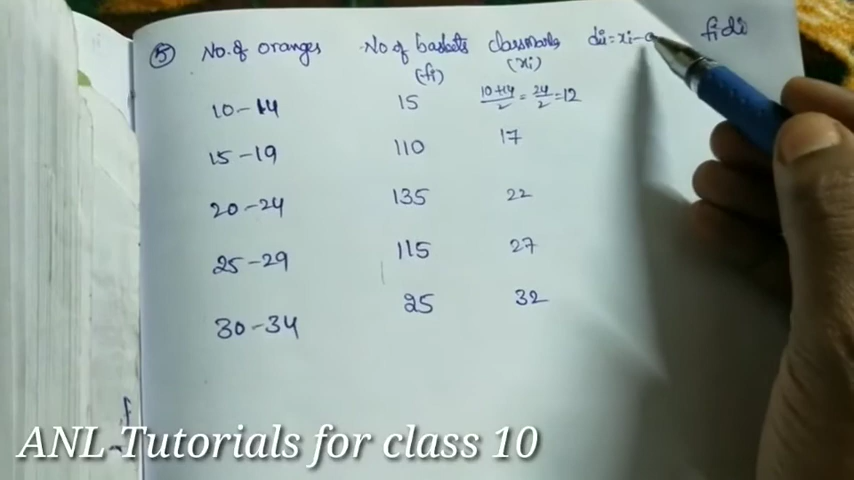 5 No. of oranges No of baskets (fi) classmarks (xi) di = xi - a fidi
10-14 15 10+14/2 = 24/2 = 12
15-19 110 17
20-24 135 22
25-29 115 27
30-34 25 32
ANL Tutorials for class 10